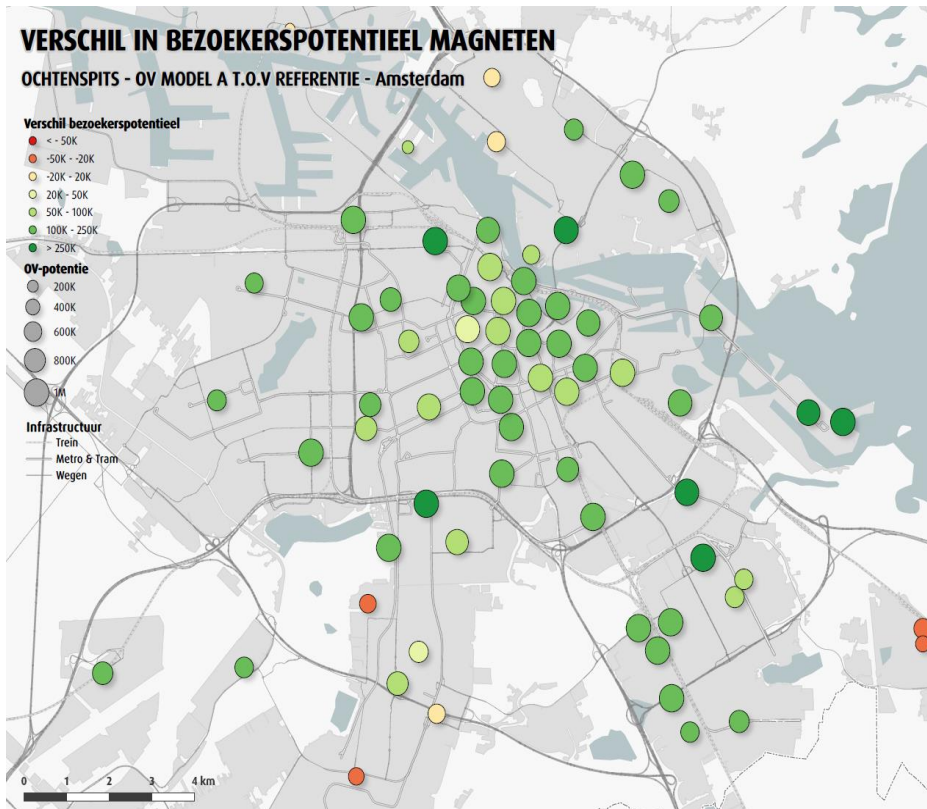 VERSCHIL IN BEZOEKERSPOTENTIEEL MAGNETEN
OCHTENSPITS - OV MODEL A T.O.V REFERENTIE - Amsterdam
Verschil bezoekerspotentieel
< - 50K
-50K - -20K
-20K - 20K
20K - 50K
50K - 100K
100K - 250K
> 250K
OV-potentie
200K
400K
600K
800K
1M
Infrastructuur
Trein
Metro & Tram
Wegen
0 1 2 3 4 km